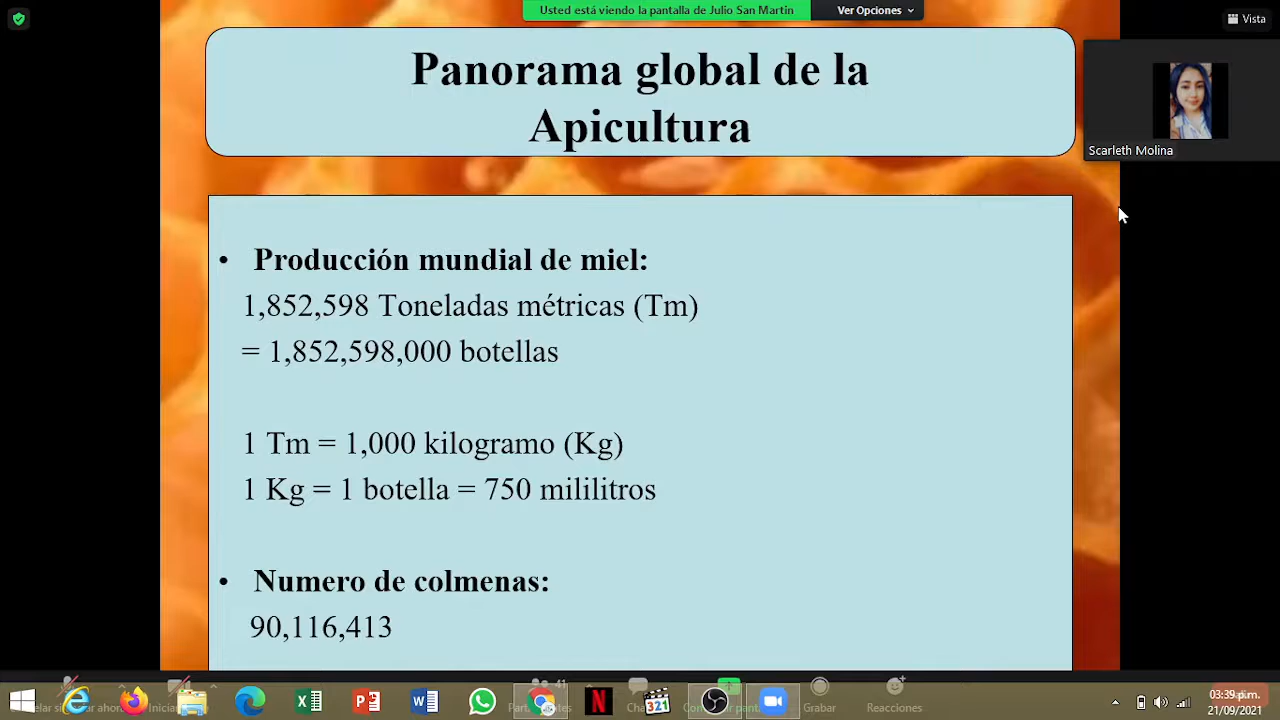 Usted está viendo la pantalla de Julio San Martin
Ver Opciones
Vista
Panorama global de la
Apicultura
Scarleth Molina
• Producción mundial de miel:
1,852,598 Toneladas métricas (Tm)
= 1,852,598,000 botellas
1 Tm = 1,000 kilogramo (Kg)
1 Kg = 1 botella = 750 mililitros
• Numero de colmenas:
90,116,413
41
321
Grabar
Reacciones
03:39 p.m.
21/09/2021